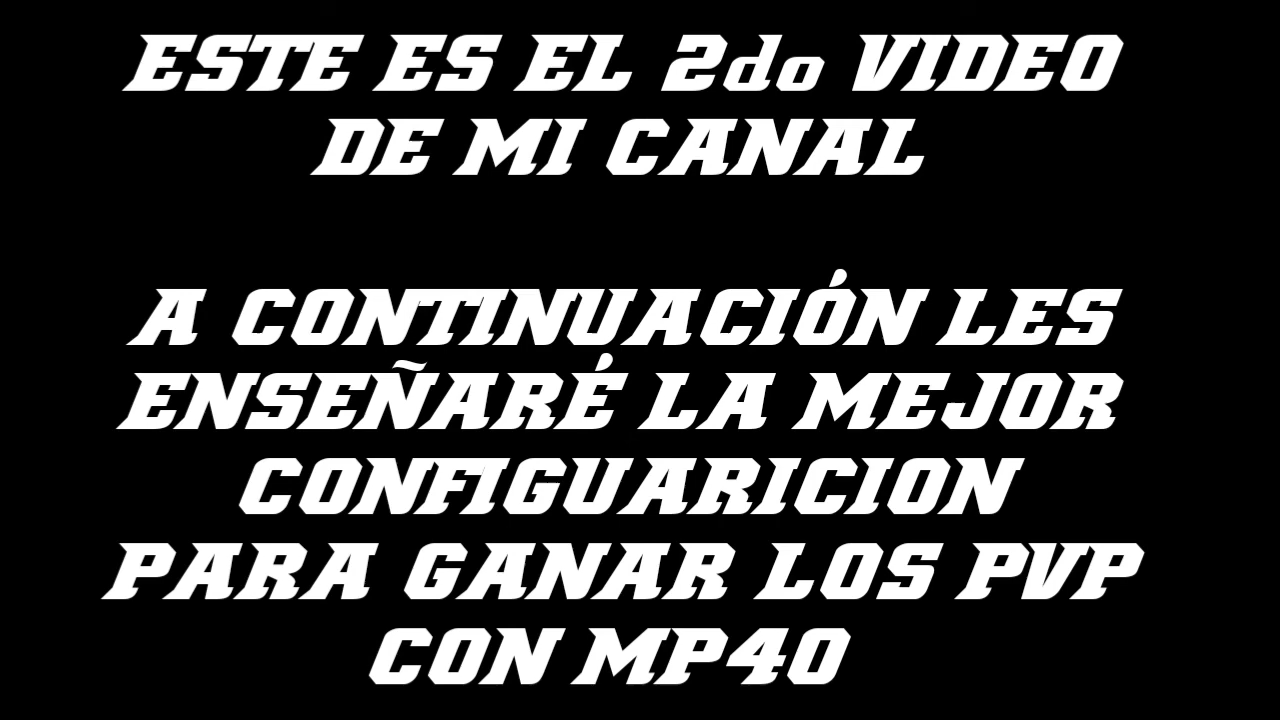 ESTE ES EL 2do VIDEO
DE MI CANAL
A CONTINUACIÓN LES
ENSEÑARÉ LA MEJOR
CONFIGUARICION
PARA GANAR LOS PVP
CON MP40